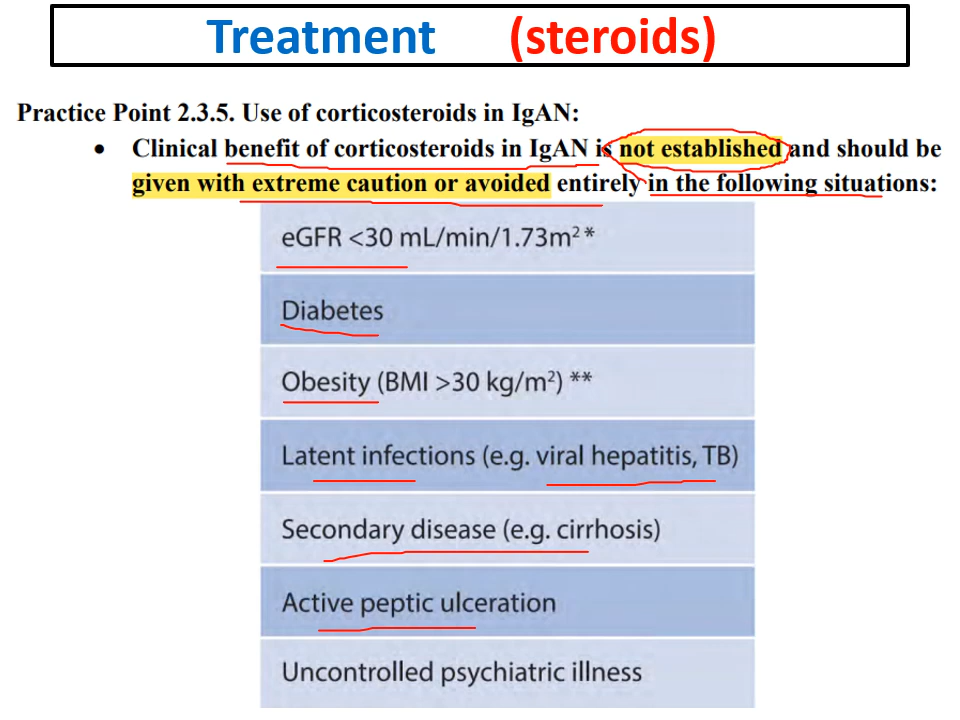 Treatment (steroids)
Practice Point 2.3.5. Use of corticosteroids in IgAN:
• Clinical benefit of corticosteroids in IgAN is not established and should be
given with extreme caution or avoided entirely in the following situations:
eGFR <30 mL/min/1.73m² *
Diabetes
Obesity (BMI >30 kg/m²) **
Latent infections (e.g. viral hepatitis, TB)
Secondary disease (e.g. cirrhosis)
Active peptic ulceration
Uncontrolled psychiatric illness